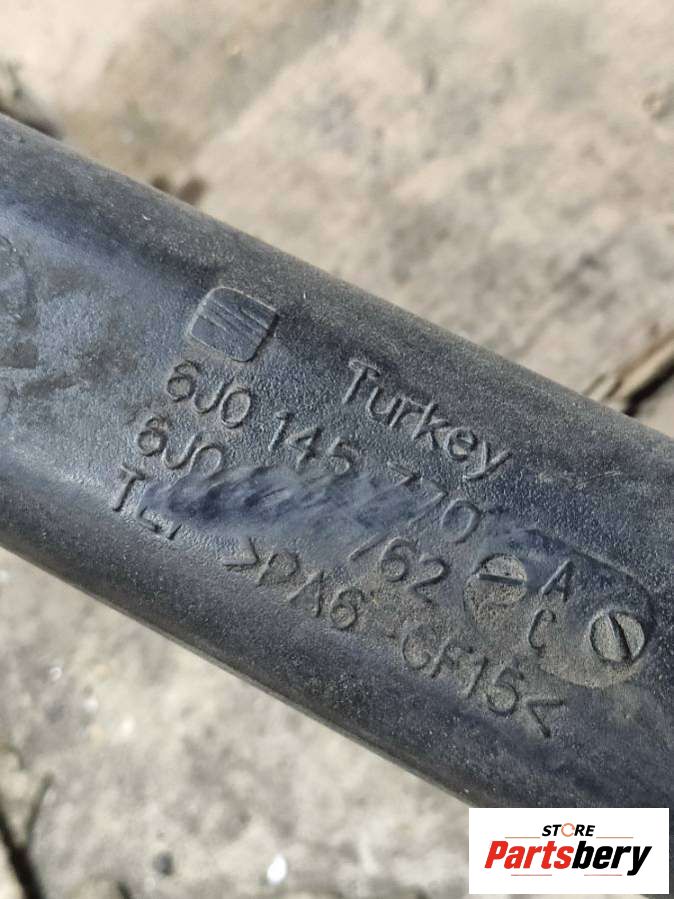 Turkey
6J0 145 770 A
6J0 762 C
>PA6-GF15<
STORE
Partsbery